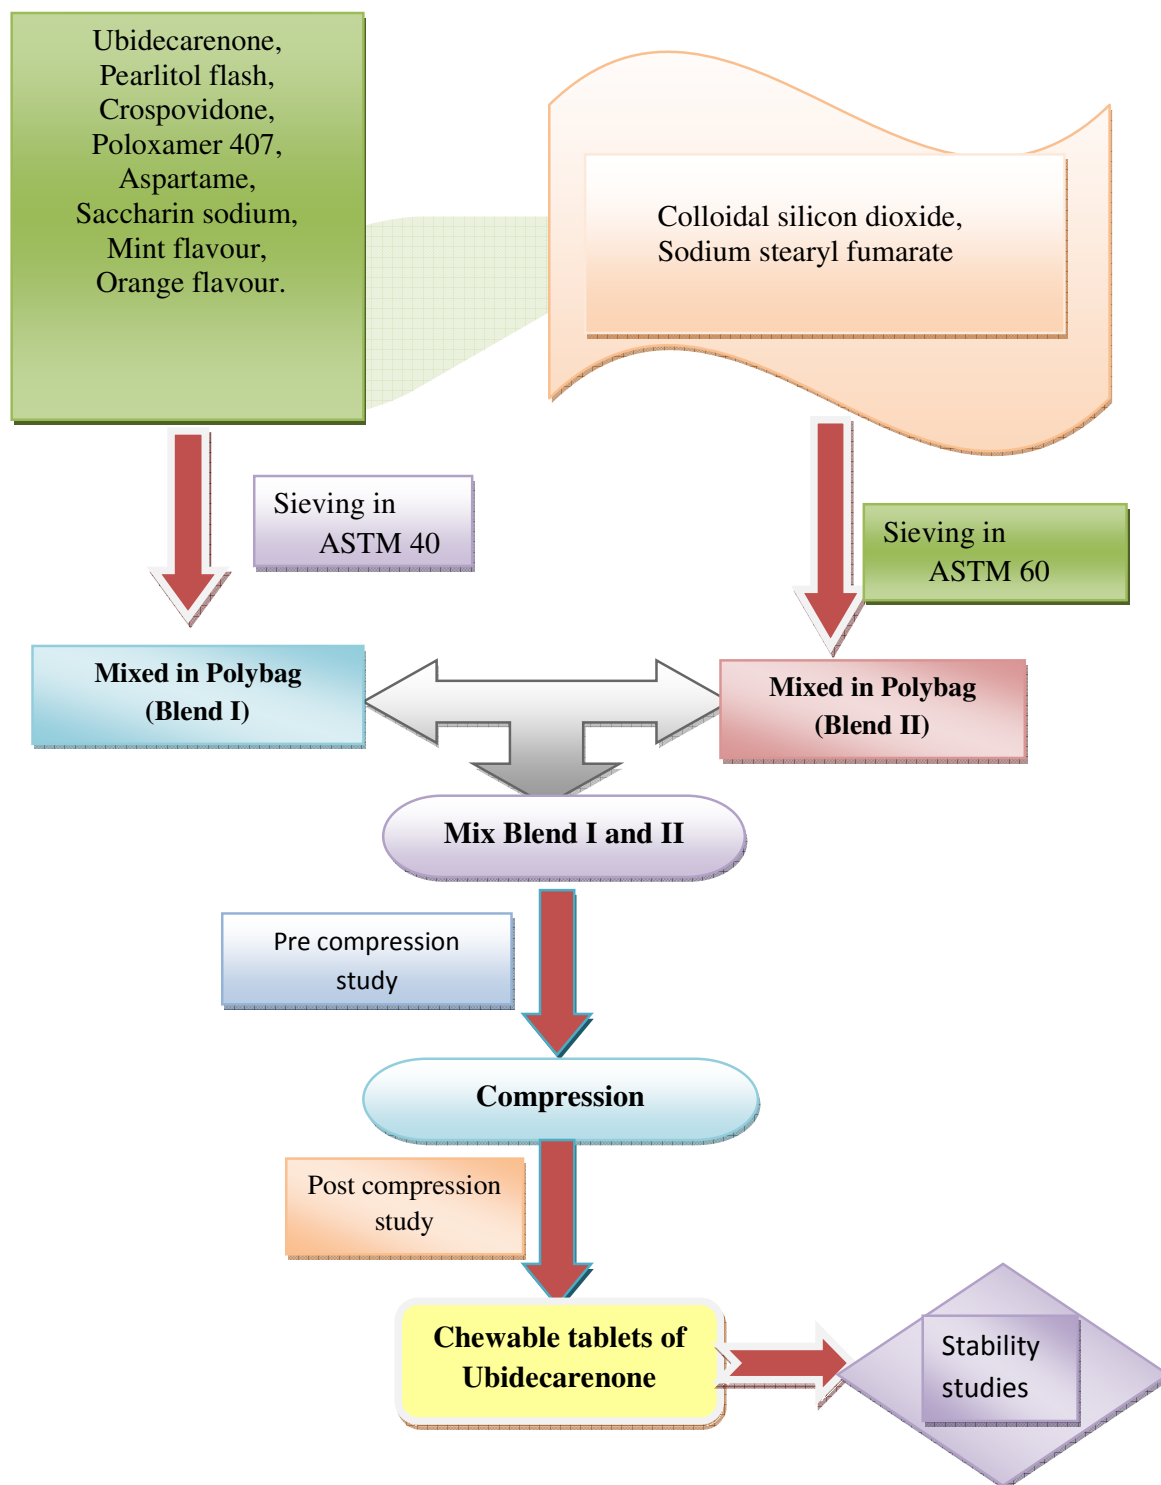 Ubidecarenone,
Pearlitol flash,
Crospovidone,
Poloxamer 407,
Aspartame,
Saccharin sodium,
Mint flavour,
Orange flavour.
Colloidal silicon dioxide,
Sodium stearyl fumarate
Sieving in
ASTM 40
Sieving in
ASTM 60
Mixed in Polybag
(Blend I)
Mixed in Polybag
(Blend II)
Mix Blend I and II
Pre compression
study
Compression
Post compression
study
Chewable tablets of
Ubidecarenone
Stability
studies